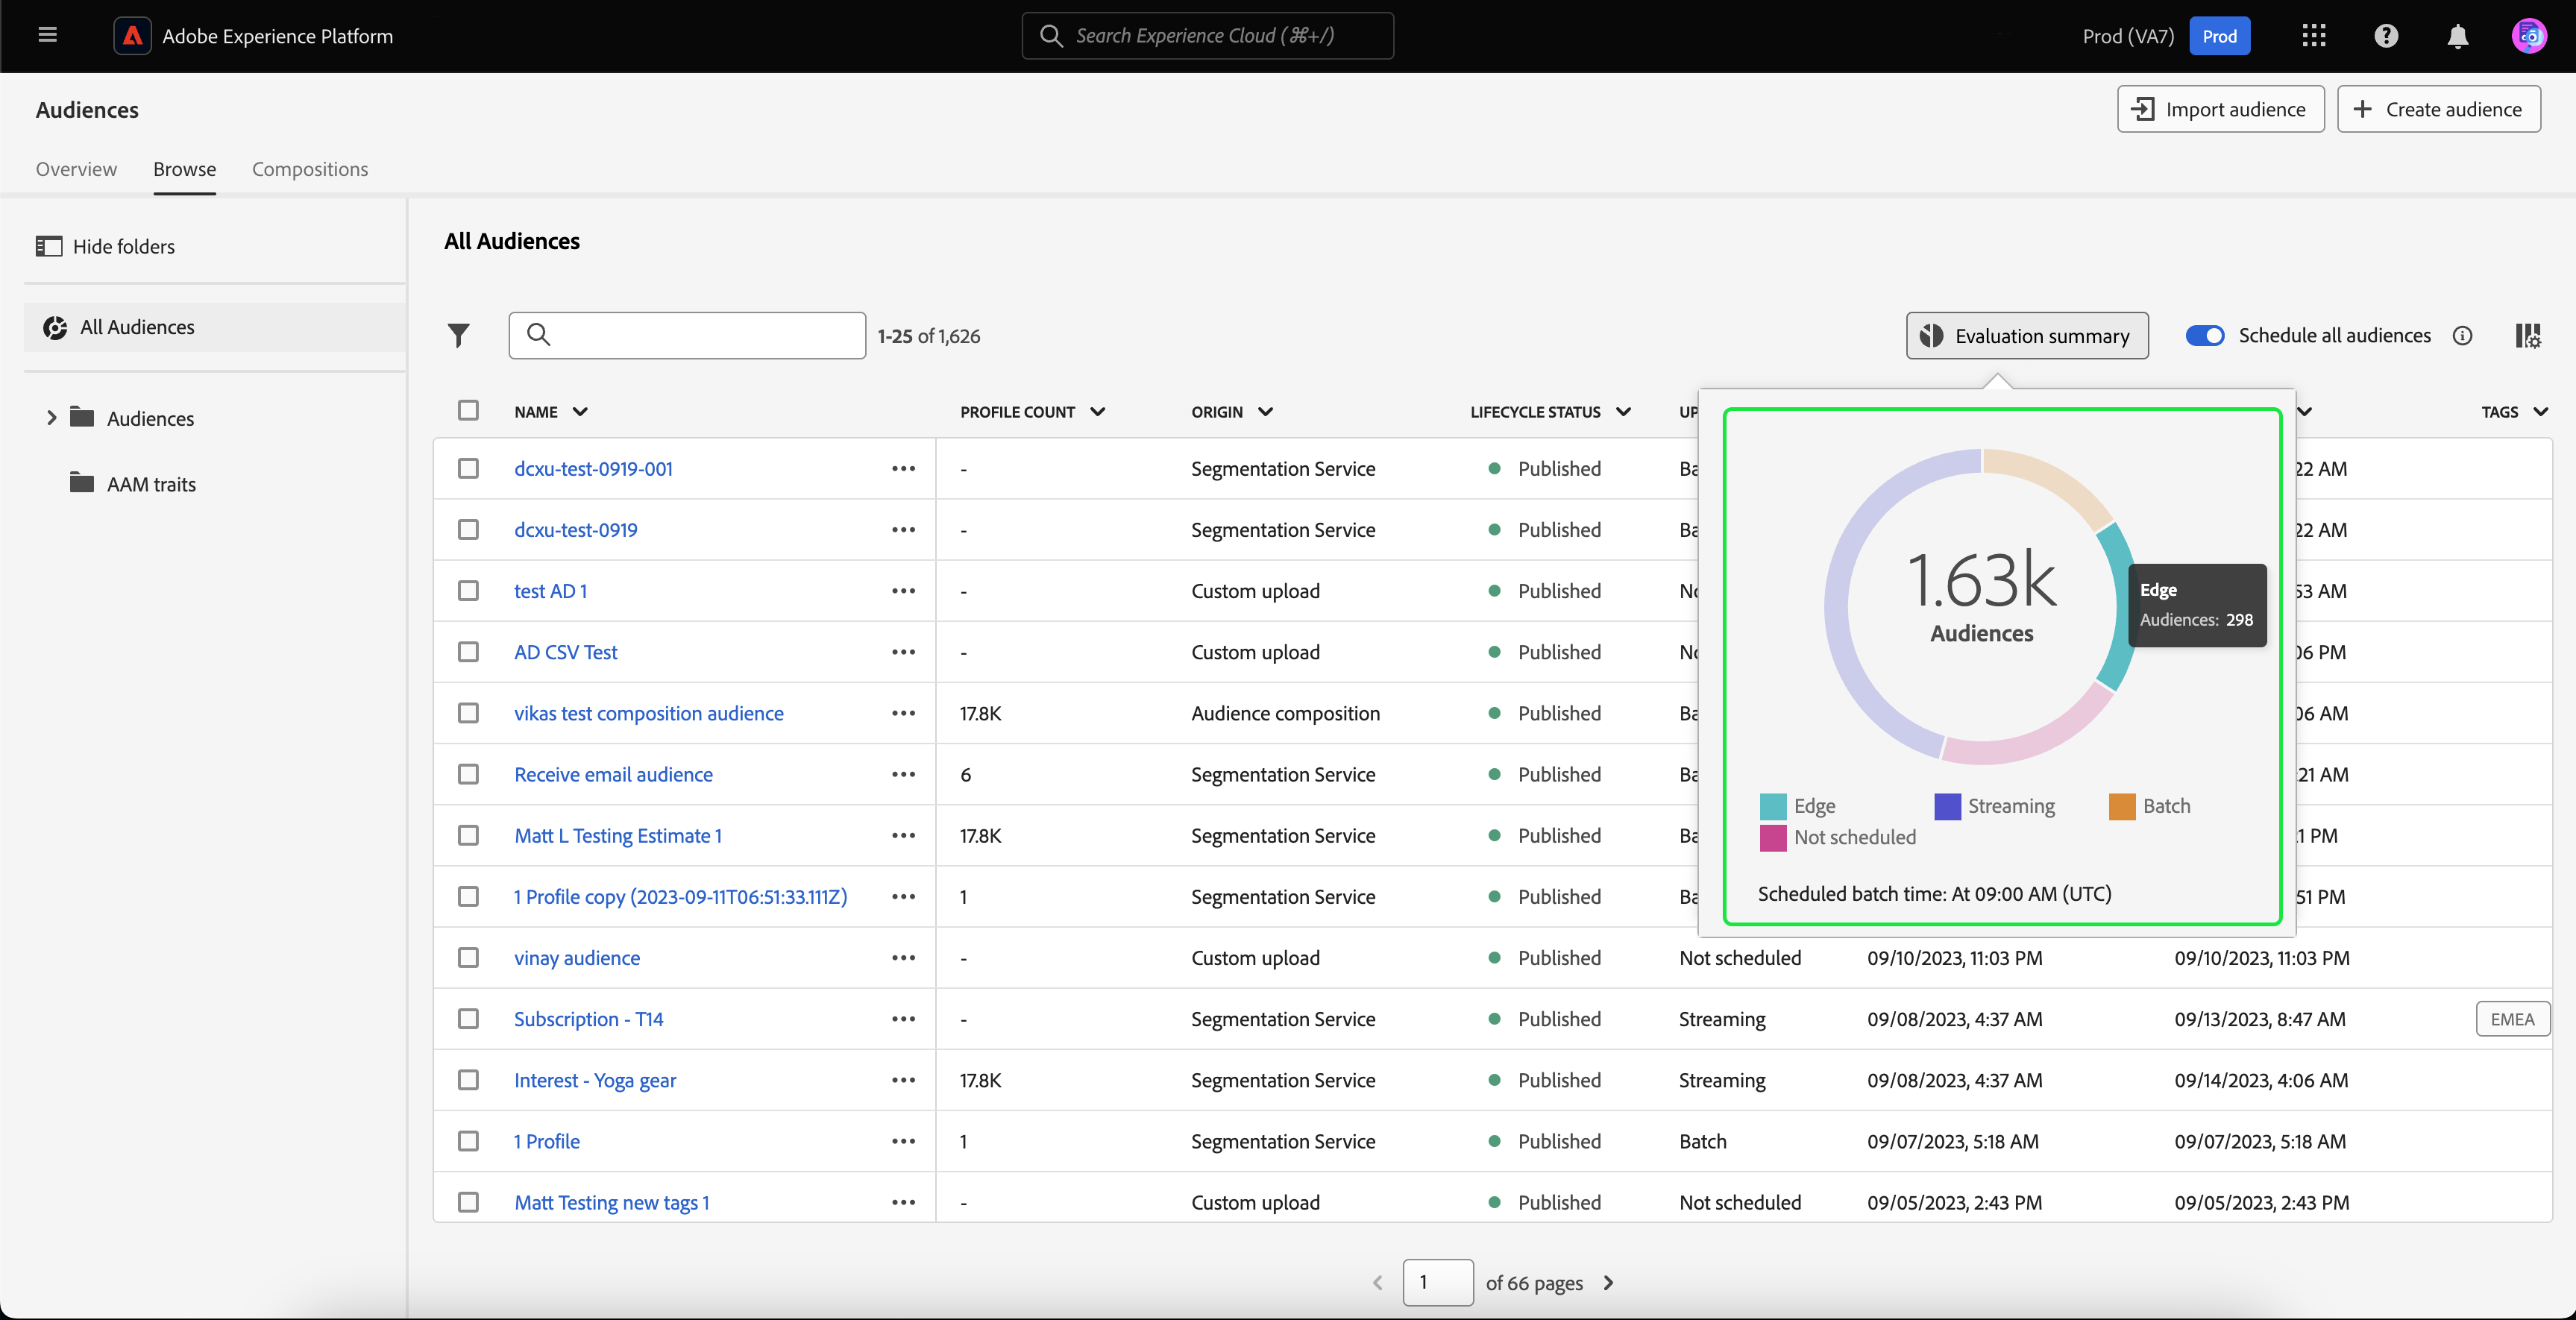 Adobe Experience Platform
Search Experience Cloud (⌘+/)
Prod (VA7) Prod
Audiences
Import audience
Create audience
Overview Browse Compositions
Hide folders
All Audiences
Audiences
AAM traits
All Audiences
1-25 of 1,626
Evaluation summary
Schedule all audiences
NAME PROFILE COUNT ORIGIN LIFECYCLE STATUS UP TAGS
dcxu-test-0919-001 - Segmentation Service Published Ba 22 AM
dcxu-test-0919 - Segmentation Service Published Ba 22 AM
test AD 1 - Custom upload Published 53 AM
AD CSV Test - Custom upload Published 06 PM
vikas test composition audience 17.8K Audience composition Published Ba 06 AM
Receive email audience 6 Segmentation Service Published Ba 21 AM
Matt L Testing Estimate 1 17.8K Segmentation Service Published Ba 1 PM
1 Profile copy (2023-09-11T06:51:33.111Z) 1 Segmentation Service Published Ba 51 PM
vinay audience - Custom upload Published Not scheduled 09/10/2023, 11:03 PM 09/10/2023, 11:03 PM
Subscription - T14 - Segmentation Service Published Streaming 09/08/2023, 4:37 AM 09/13/2023, 8:47 AM EMEA
Interest - Yoga gear 17.8K Segmentation Service Published Streaming 09/08/2023, 4:37 AM 09/14/2023, 4:06 AM
1 Profile 1 Segmentation Service Published Batch 09/07/2023, 5:18 AM 09/07/2023, 5:18 AM
Matt Testing new tags 1 - Custom upload Published Not scheduled 09/05/2023, 2:43 PM 09/05/2023, 2:43 PM
1.63k
Audiences
Edge
Audiences: 298
Edge Streaming Batch
Not scheduled
Scheduled batch time: At 09:00 AM (UTC)
1 of 66 pages